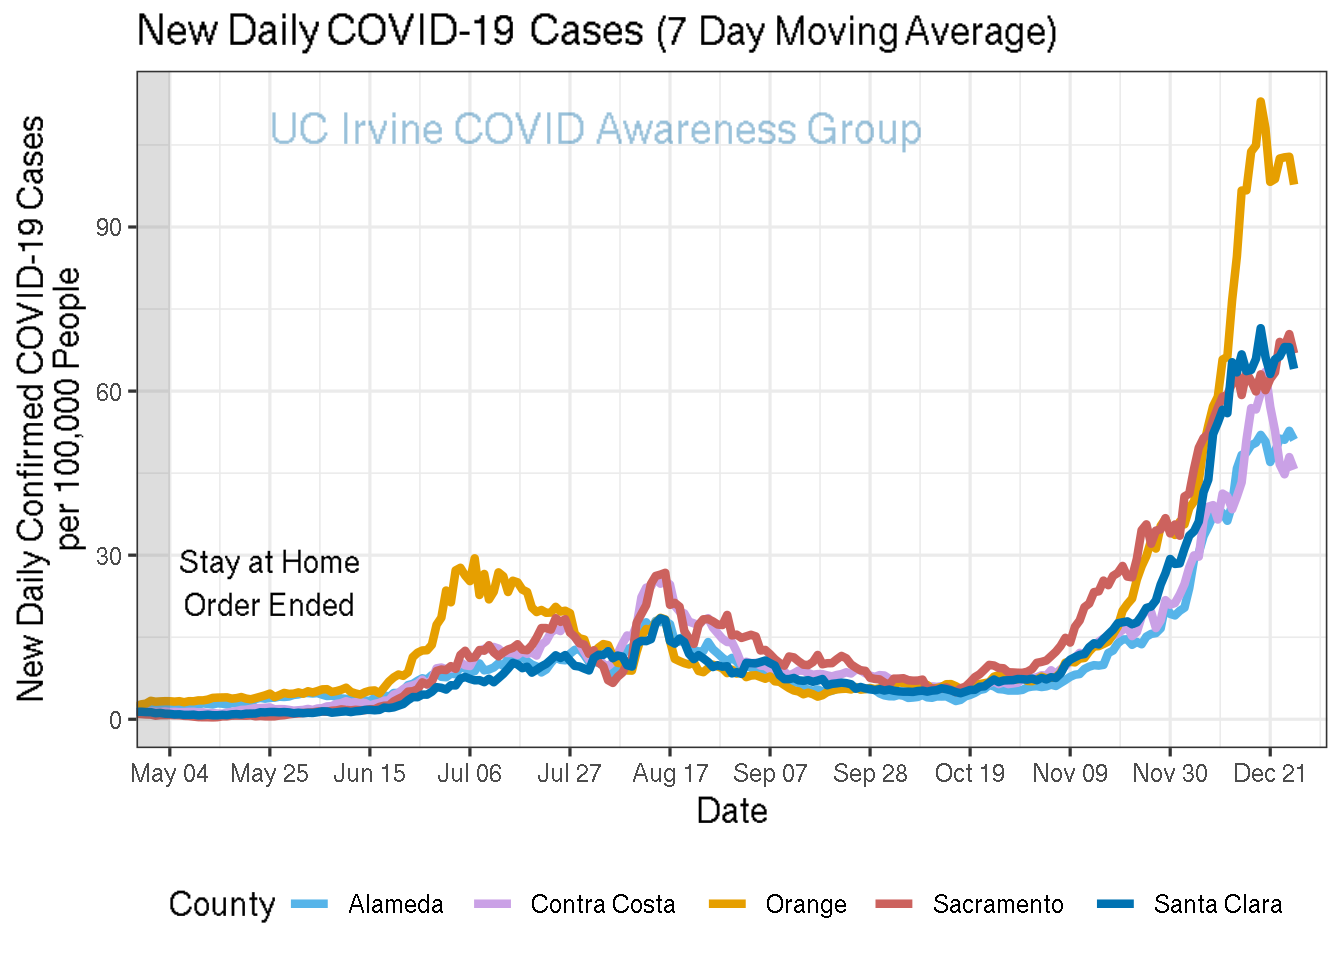 New Daily COVID-19 Cases (7 Day Moving Average)
UC Irvine COVID Awareness Group
New Daily Confirmed COVID-19 Cases
per 100,000 People
90
60
30
0
Stay at Home
Order Ended
May 04 May 25 Jun 15 Jul 06 Jul 27 Aug 17 Sep 07 Sep 28 Oct 19 Nov 09 Nov 30 Dec 21
Date
County Alameda Contra Costa Orange Sacramento Santa Clara